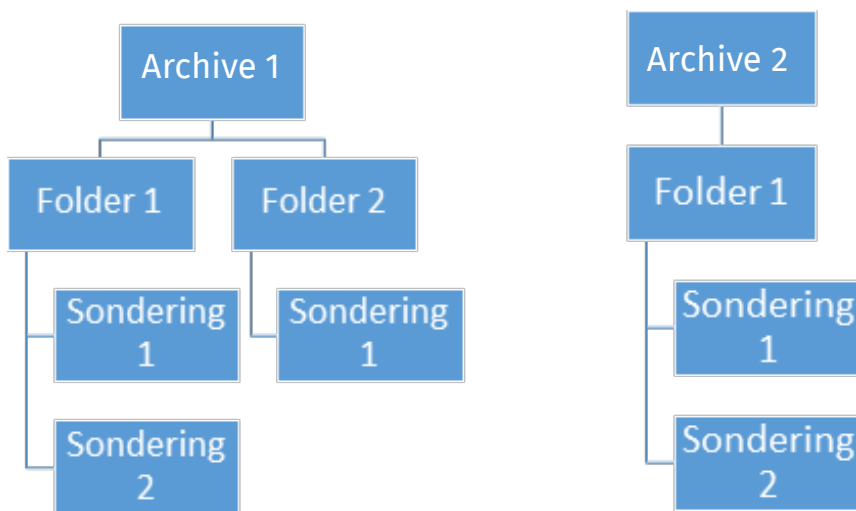 Archive 1
Folder 1
Folder 2
Sondering
1
Sondering
1
Sondering
2
Archive 2
Folder 1
Sondering
1
Sondering
2